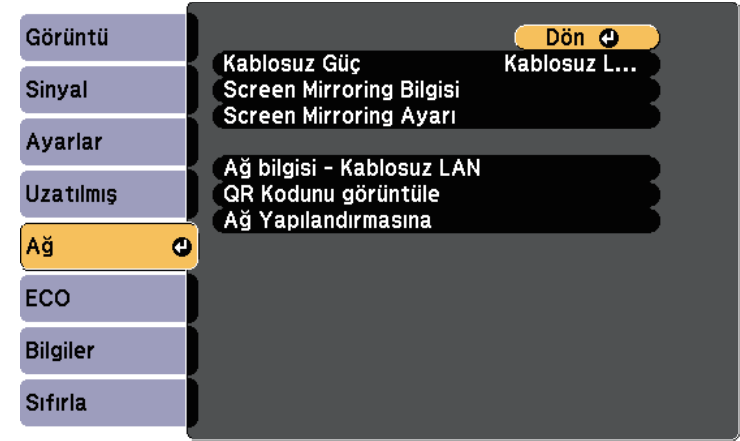 Görüntü
Sinyal
Ayarlar
Uzatılmış
Ağ
ECO
Bilgiler
Sıfırla
Dön
Kablosuz Güç Kablosuz L...
Screen Mirroring Bilgisi
Screen Mirroring Ayarı
Ağ bilgisi - Kablosuz LAN
QR Kodunu görüntüle
Ağ Yapılandırmasına